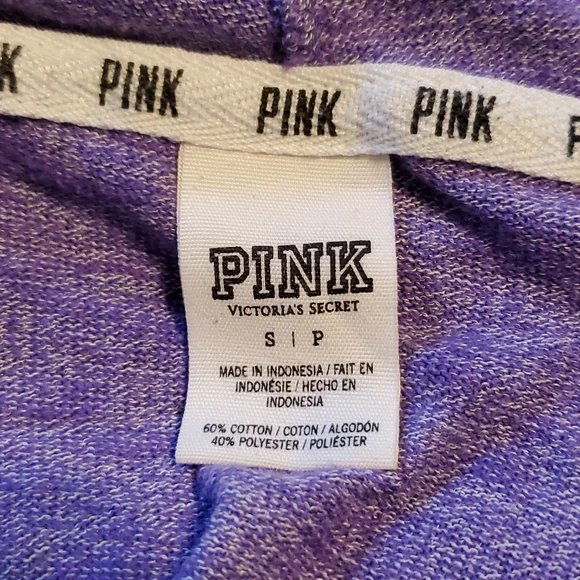 K PINK PINK PINK P
PINK
VICTORIA'S SECRET
S | P
MADE IN INDONESIA / FAIT EN
INDONÉSIE / HECHO EN
INDONESIA
60% COTTON / COTON / ALGODÓN
40% POLYESTER / POLIÉSTER